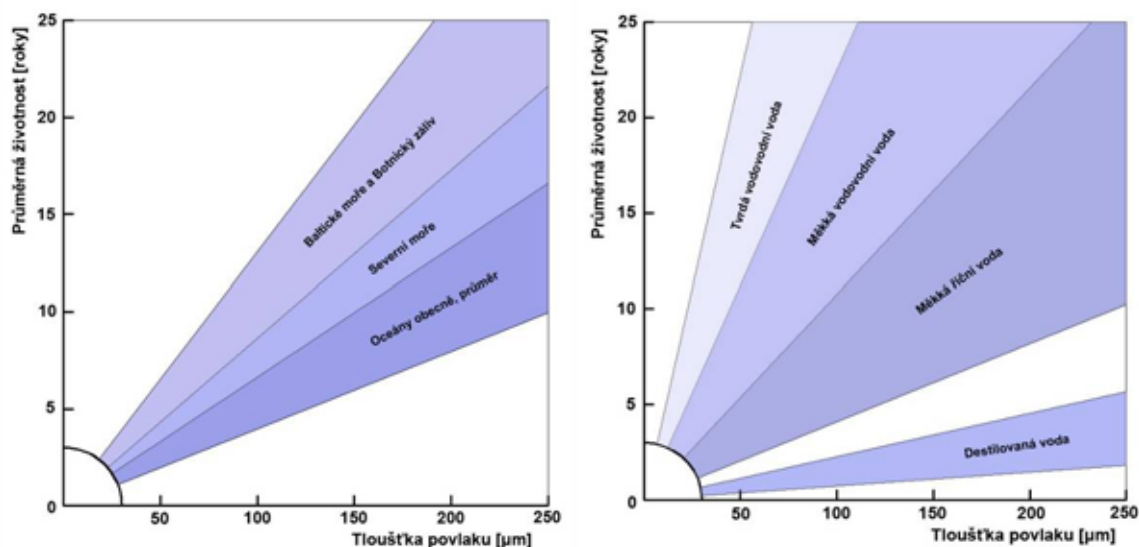 Průměrná životnost [roky]
25
20
15
10
5
0
Baltické moře a Botnický záliv
Severní moře
Oceány obecně, průměr
50
100
150
200
250
Tloušťka povlaku [µm]
Průměrná životnost [roky]
25
20
15
10
5
0
Tvrdá vodovodní voda
Měkká vodovodní voda
Měkká říční voda
Destilovaná voda
50
100
150
200
250
Tloušťka povlaku [µm]